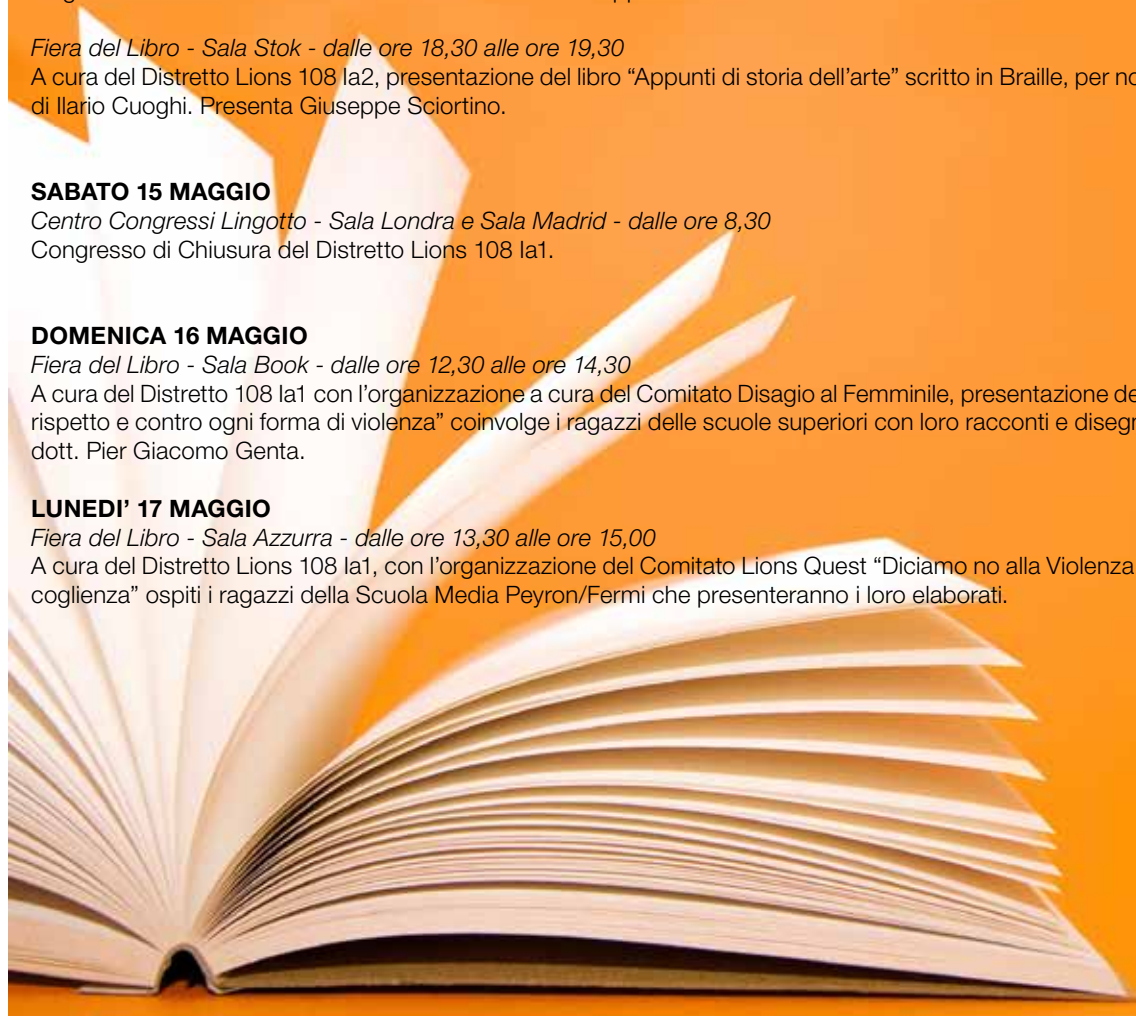 Fiera del Libro - Sala Stok - dalle ore 18,30 alle ore 19,30
A cura del Distretto Lions 108 Ia2, presentazione del libro “Appunti di storia dell’arte” scritto in Braille, per
di Ilario Cuoghi. Presenta Giuseppe Sciortino.
SABATO 15 MAGGIO
Centro Congressi Lingotto - Sala Londra e Sala Madrid - dalle ore 8,30
Congresso di Chiusura del Distretto Lions 108 Ia1.
DOMENICA 16 MAGGIO
Fiera del Libro - Sala Book - dalle ore 12,30 alle ore 14,30
A cura del Distretto 108 Ia1 con l’organizzazione a cura del Comitato Disagio al Femminile, presentazione
rispetto e contro ogni forma di violenza” coinvolge i ragazzi delle scuole superiori con loro racconti e
dott. Pier Giacomo Genta.
LUNEDI’ 17 MAGGIO
Fiera del Libro - Sala Azzurra - dalle ore 13,30 alle ore 15,00
A cura del Distretto Lions 108 Ia1, con l’organizzazione del Comitato Lions Quest “Diciamo no alla Violenza
coglienza” ospiti i ragazzi della Scuola Media Peyron/Fermi che presenteranno i loro elaborati.